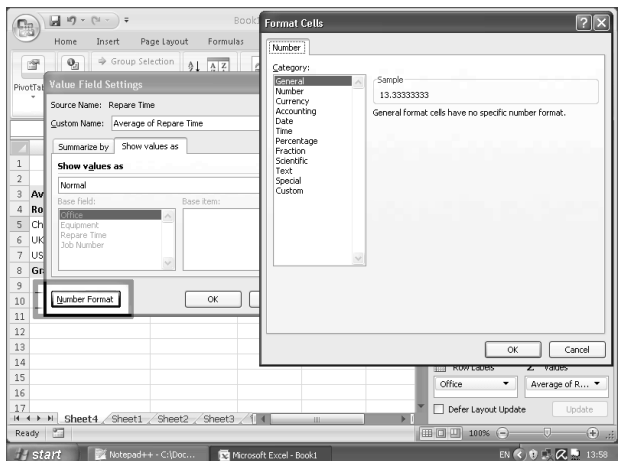 Book
Home Insert Page Layout Formulas
Group Selection
PivotTa
Format Cells
Number
Category:
General
Number
Currency
Accounting
Date
Time
Percentage
Fraction
Scientific
Text
Special
Custom
Sample
13.33333333
General format cells have no specific number format.
OK Cancel
Value Field Settings
Source Name: Repare Time
Custom Name: Average of Repare Time
Summarize by Show values as
Show values as
Normal
Base field: Base item:
Office
Equipment
Repare Time
Job Number
Number Format OK
1
2
3 Av
4 Ro
5 Ch
6 UK
7 US
8 Gr
9
10
11
12
13
14
15
16
17
Row Labels Σ Values
Office Average of R...
Defer Layout Update Update
Sheet4 Sheet1 Sheet2 Sheet3
Ready 100%
start Notepad++ - C:\Doc... Microsoft Excel - Book1 EN 13:58